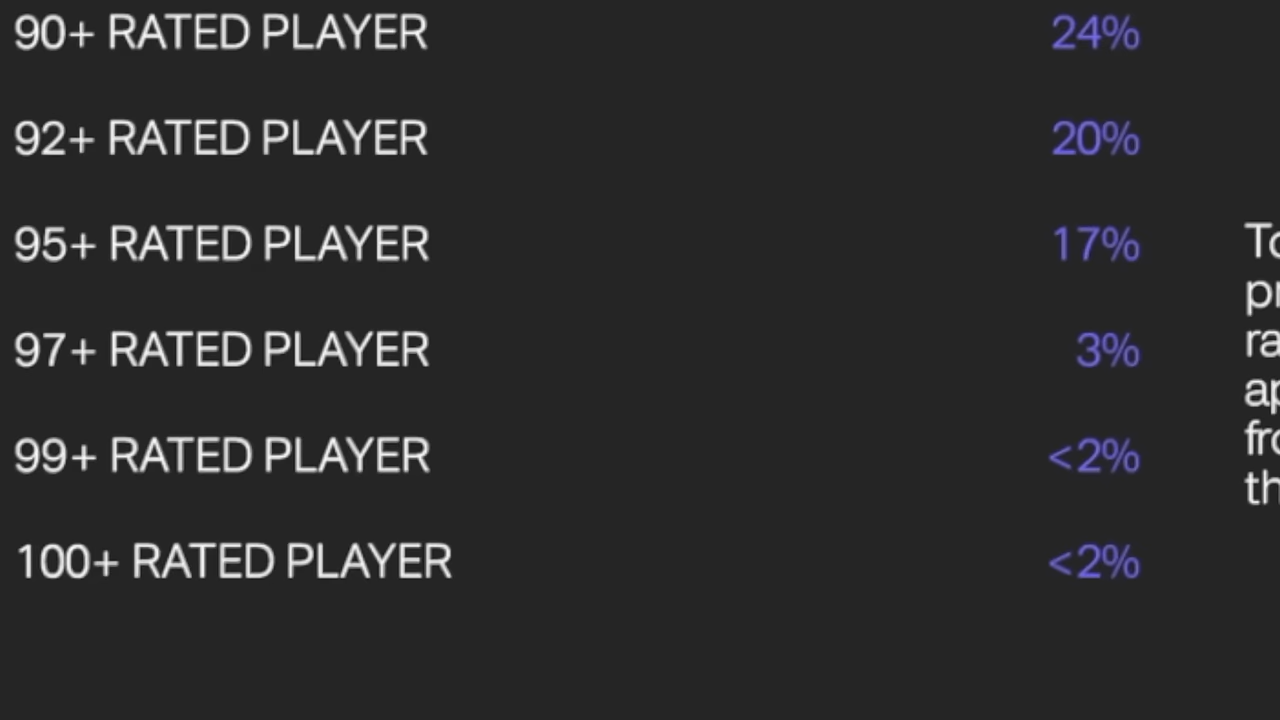 90+ RATED PLAYER 24%
92+ RATED PLAYER 20%
95+ RATED PLAYER 17%
97+ RATED PLAYER 3%
99+ RATED PLAYER <2%
100+ RATED PLAYER <2%